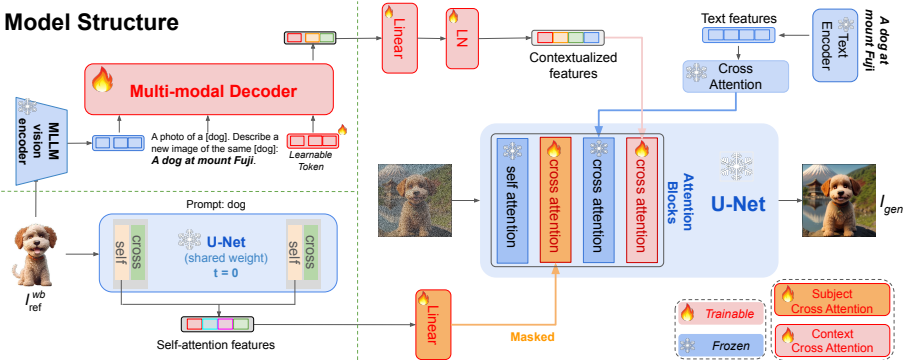 Model Structure
Multi-modal Decoder
MLLM
vision
encoder
A photo of a [dog]. Describe a
new image of the same [dog]:
A dog at mount Fuji.
Learnable
Token
Linear
LN
Contextualized
features
Text features
Text
Encoder
A dog at
mount Fuji
Cross
Attention
self attention
cross attention
cross attention
cross attention
Attention
Blocks
U-Net
I_gen
Prompt: dog
self
cross
U-Net
(shared weight)
t = 0
self
cross
I_ref^wb
Self-attention features
Linear
Masked
Trainable
Frozen
Subject
Cross Attention
Context
Cross Attention